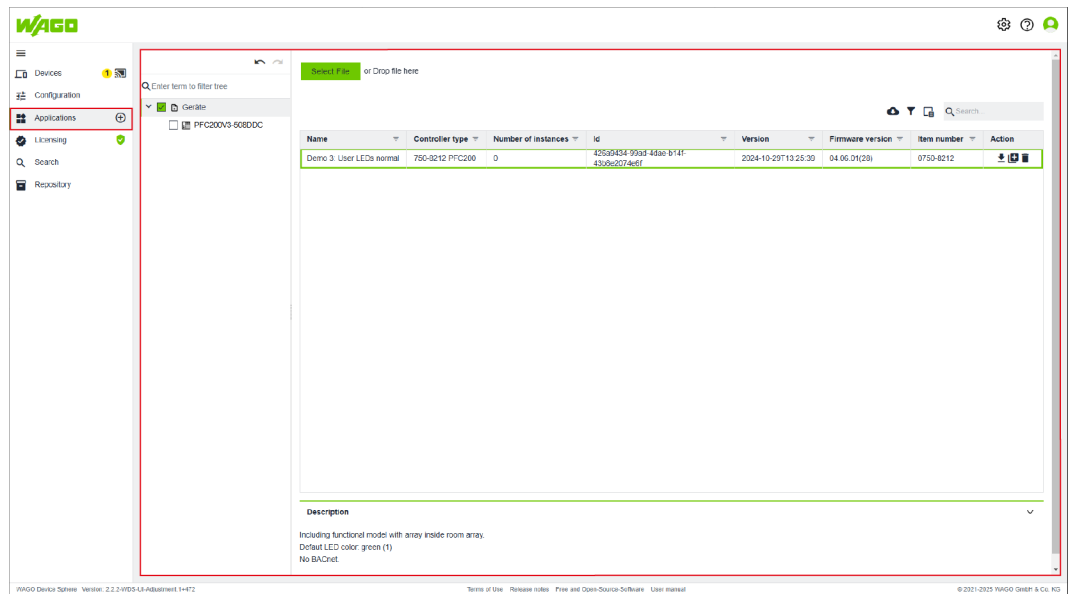 WAGO
Devices 1
Configuration
Applications
Licensing
Search
Repository
Enter term to filter tree
Geräte
PFC200V3-508DDC
Select File or Drop file here
Search...
Name Controller type Number of instances Id Version Firmware version Item number Action
Demo 3: User LEDs normal 750-8212 PFC200 0 426a9434-99ad-4dae-b14f-43b8e2074e6f 2024-10-29T13:25:39 04.06.01(28) 0750-8212
Description
Including functional model with array inside room array.
Defaut LED color: green (1)
No BACnet.
WAGO Device Sphere Version: 2.2.2-WDS-UI-Adjustment.1+472 Terms of Use Release notes Free and Open-Source-Software User manual © 2021-2025 WAGO GmbH & Co. KG